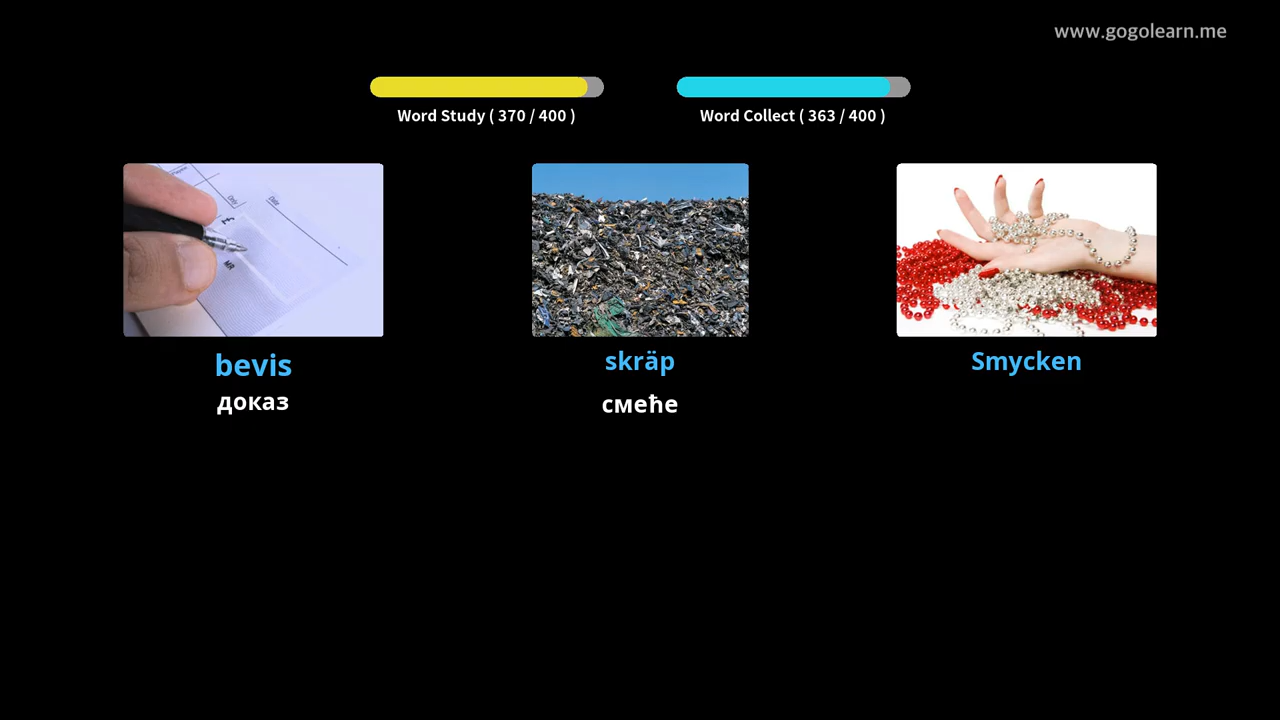 www.gogolearn.me
Word Study ( 370 / 400 )
Word Collect ( 363 / 400 )
bevis
доказ
skräp
смеће
Smycken